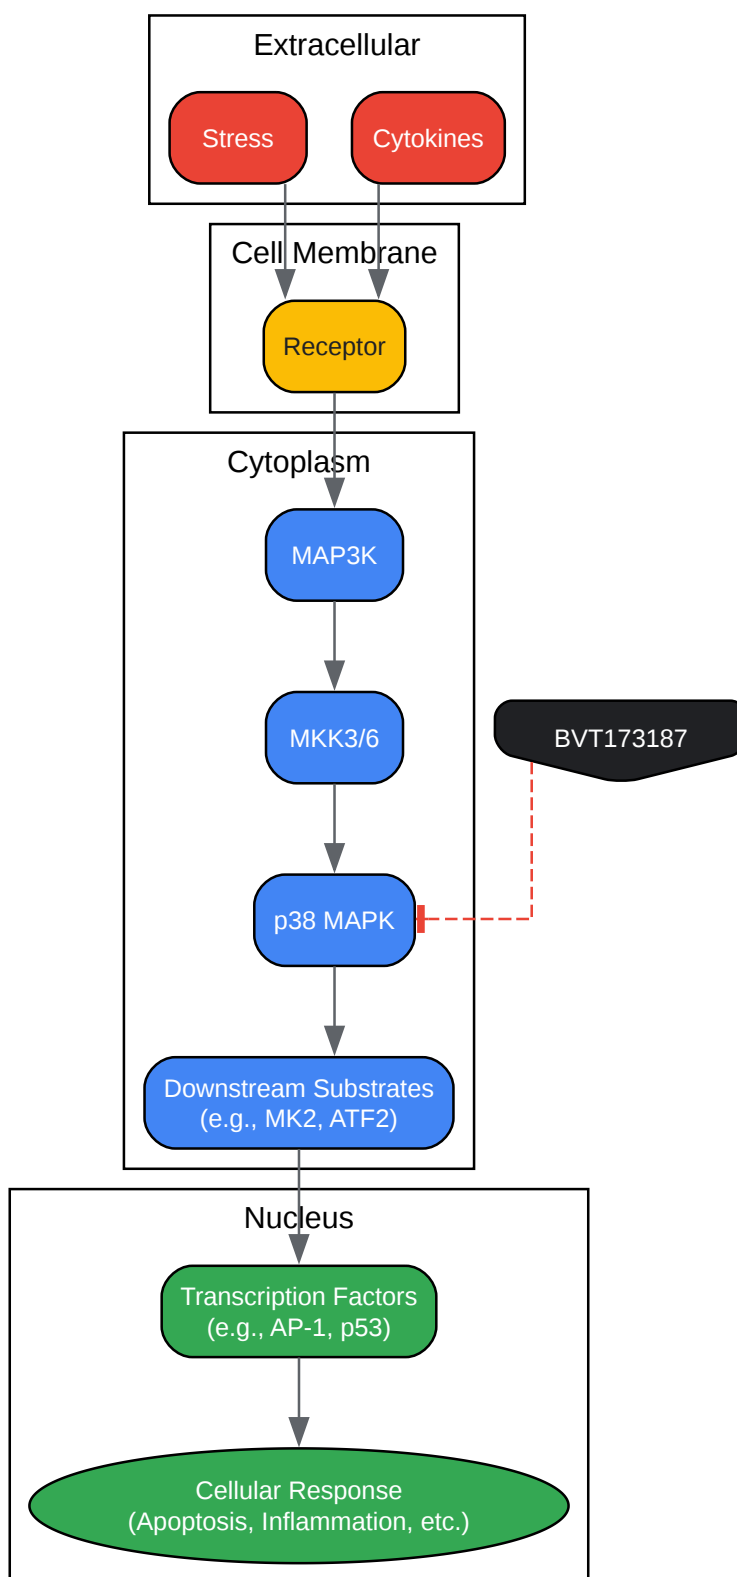 Extracellular
Stress
Cytokines
Cell Membrane
Receptor
Cytoplasm
MAP3K
MKK3/6
BVT173187
p38 MAPK
Downstream Substrates
(e.g., MK2, ATF2)
Nucleus
Transcription Factors
(e.g., AP-1, p53)
Cellular Response
(Apoptosis, Inflammation, etc.)